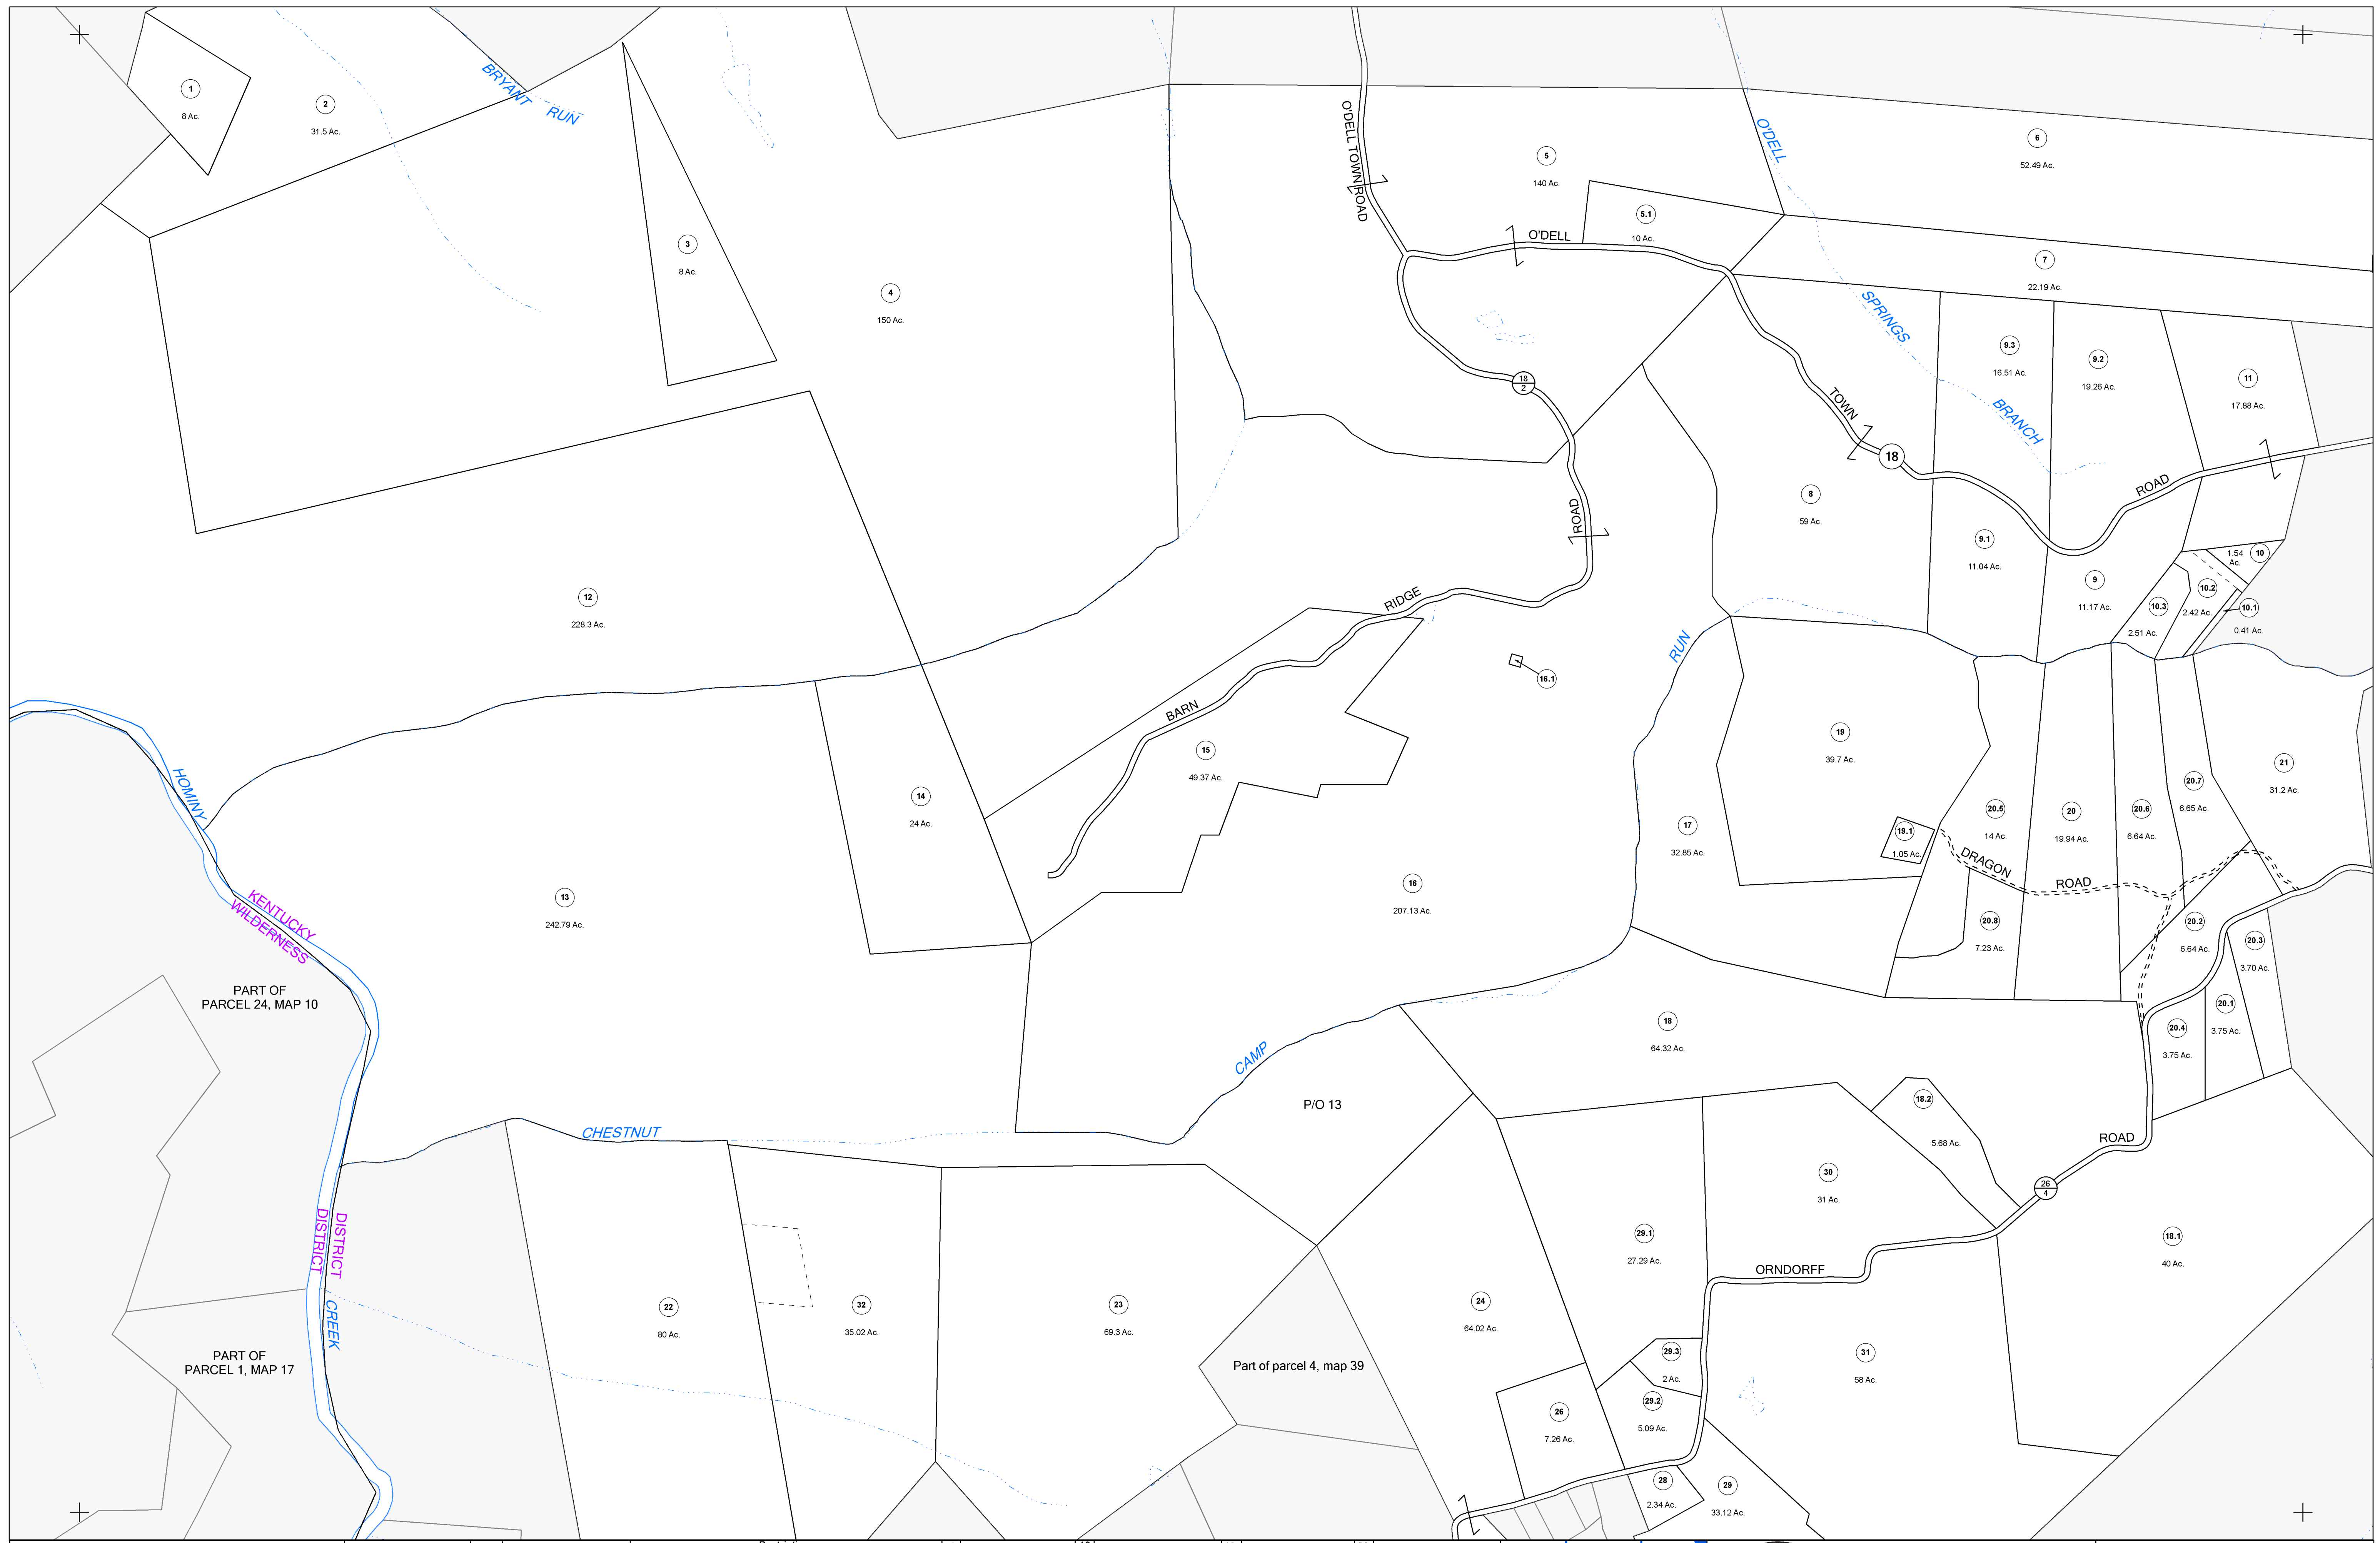 1
8 Ac.
2
31.5 Ac.
BRYANT
RUN
3
8 Ac.
4
150 Ac.
O'DELL TOWN ROAD
5
140 Ac.
5.1
10 Ac.
O'DELL
O'DELL
6
52.49 Ac.
7
22.19 Ac.
SPRINGS
BRANCH
9.3
16.51 Ac.
9.2
19.26 Ac.
11
17.88 Ac.
18
2
TOWN
18
ROAD
ROAD
8
59 Ac.
9.1
11.04 Ac.
9
11.17 Ac.
1.54
Ac.
10
10.2
2.42 Ac.
10.3
2.51 Ac.
10.1
0.41 Ac.
12
228.3 Ac.
RIDGE
BARN
RUN
16.1
15
49.37 Ac.
14
24 Ac.
13
242.79 Ac.
16
207.13 Ac.
17
32.85 Ac.
19
39.7 Ac.
19.1
1.05 Ac.
20.5
14 Ac.
20
19.94 Ac.
20.6
6.64 Ac.
20.7
6.65 Ac.
21
31.2 Ac.
DRAGON
ROAD
20.8
7.23 Ac.
20.2
6.64 Ac.
20.3
3.70 Ac.
20.1
3.75 Ac.
20.4
3.75 Ac.
HOMINY
KENTUCKY
WILDERNESS
PART OF
PARCEL 24, MAP 10
18
64.32 Ac.
CAMP
P/O 13
CHESTNUT
18.2
5.68 Ac.
ROAD
26
4
30
31 Ac.
29.1
27.29 Ac.
18.1
40 Ac.
ORNDORFF
DISTRICT
DISTRICT
CREEK
22
80 Ac.
32
35.02 Ac.
23
69.3 Ac.
24
64.02 Ac.
PART OF
PARCEL 1, MAP 17
Part of parcel 4, map 39
29.3
2 Ac.
29.2
5.09 Ac.
31
58 Ac.
26
7.26 Ac.
28
2.34 Ac.
29
33.12 Ac.